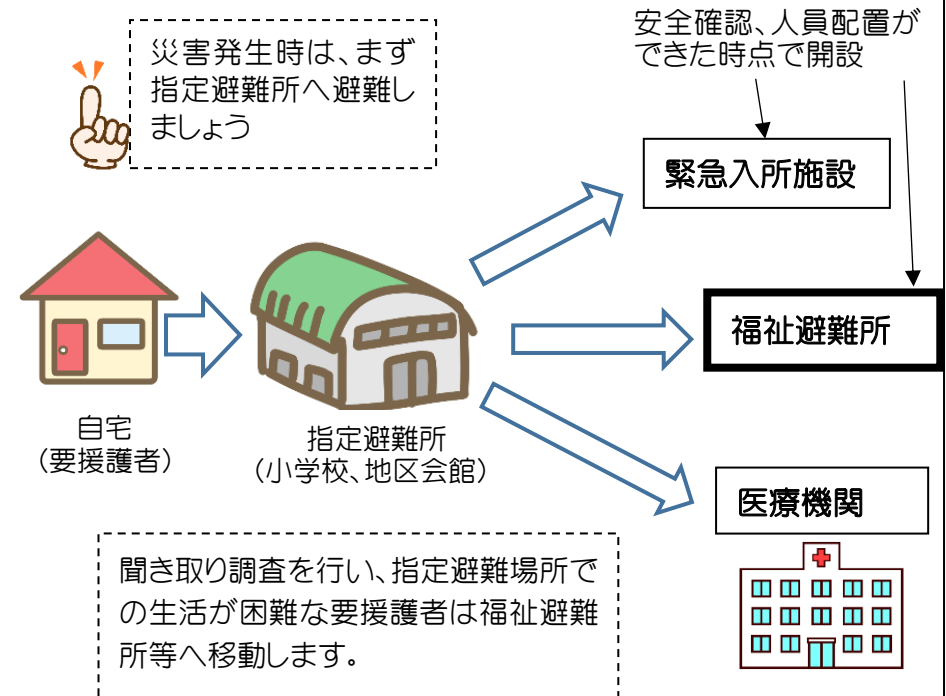 災害発生時は、まず
指定避難所へ避難し
ましょう
安全確認、人員配置が
できた時点で開設
緊急入所施設
福祉避難所
自宅
（要援護者）
指定避難所
（小学校、地区会館）
医療機関
聞き取り調査を行い、指定避難場所で
の生活が困難な要援護者は福祉避難
所等へ移動します。